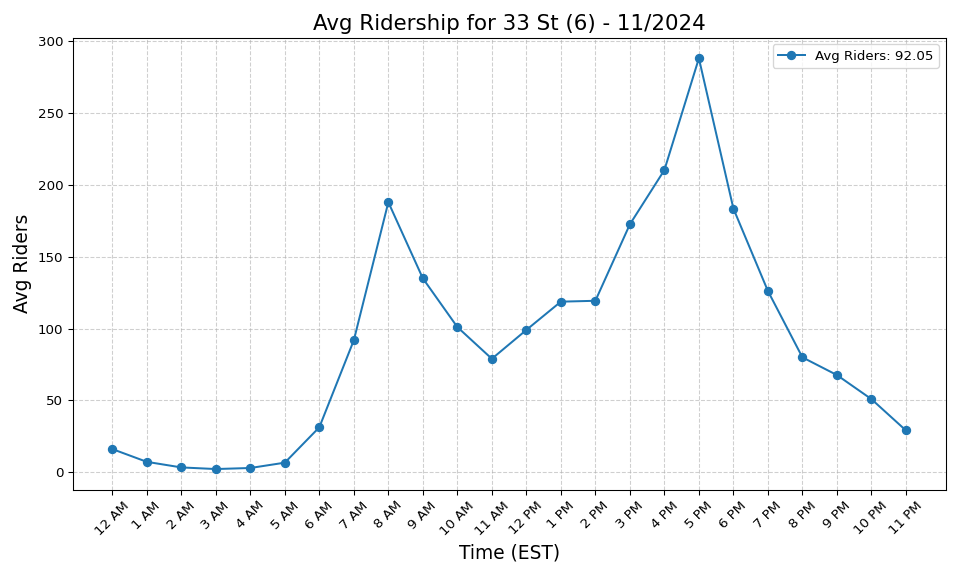 Avg Ridership for 33 St (6) - 11/2024
Avg Riders: 92.05
Avg Riders
300
250
200
150
100
50
0
12 AM
1 AM
2 AM
3 AM
4 AM
5 AM
6 AM
7 AM
8 AM
9 AM
10 AM
11 AM
12 PM
1 PM
2 PM
3 PM
4 PM
5 PM
6 PM
7 PM
8 PM
9 PM
10 PM
11 PM
Time (EST)